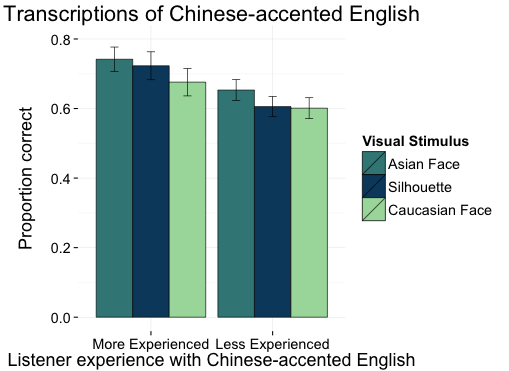 Transcriptions of Chinese-accented English
0.8
0.6
0.4
0.2
0.0
Proportion correct
More Experienced
Less Experienced
Listener experience with Chinese-accented English
Visual Stimulus
Asian Face
Silhouette
Caucasian Face